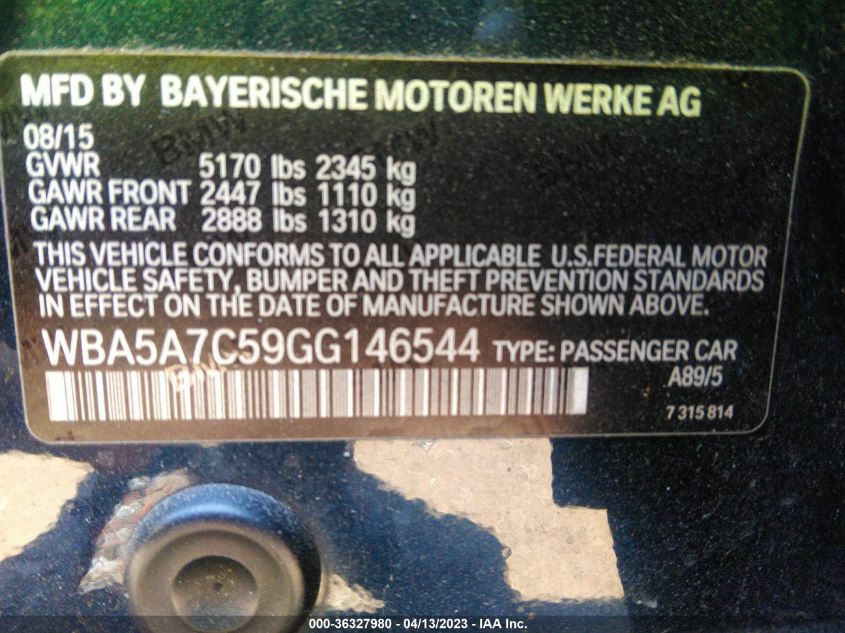 MFD BY BAYERISCHE MOTOREN WERKE AG
08/15
GVWR 5170 lbs 2345 kg
GAWR FRONT 2447 lbs 1110 kg
GAWR REAR 2888 lbs 1310 kg
THIS VEHICLE CONFORMS TO ALL APPLICABLE U.S.FEDERAL MOTOR
VEHICLE SAFETY, BUMPER AND THEFT PREVENTION STANDARDS
IN EFFECT ON THE DATE OF MANUFACTURE SHOWN ABOVE.
WBA5A7C59GG146544 TYPE: PASSENGER CAR
A89/5
7 315 814
000-36327980 - 04/13/2023 - IAA Inc.